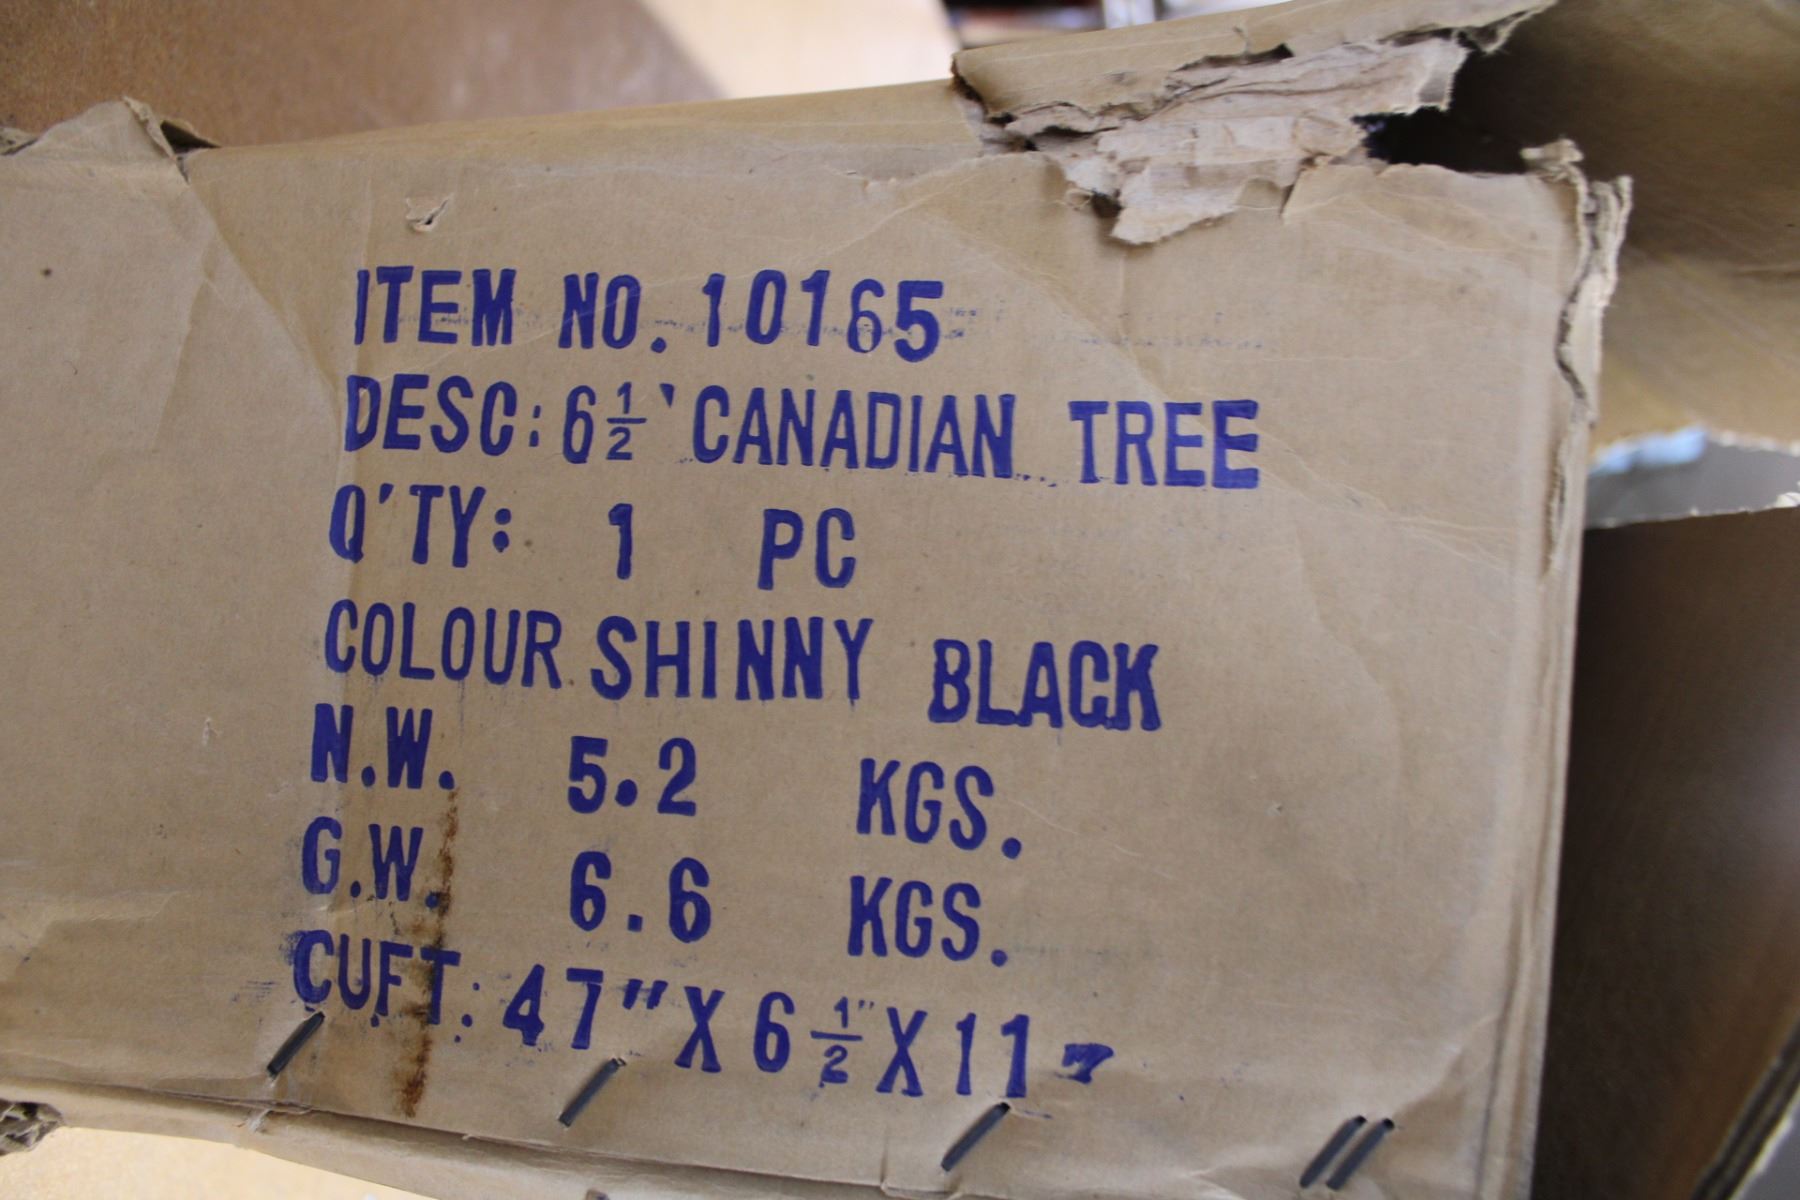 ITEM NO. 10165
DESC: 6½' CANADIAN TREE
Q'TY: 1 PC
COLOUR SHINNY BLACK
N.W. 5.2 KGS.
G.W. 6.6 KGS.
CUFT: 47" X 6½" X 11"